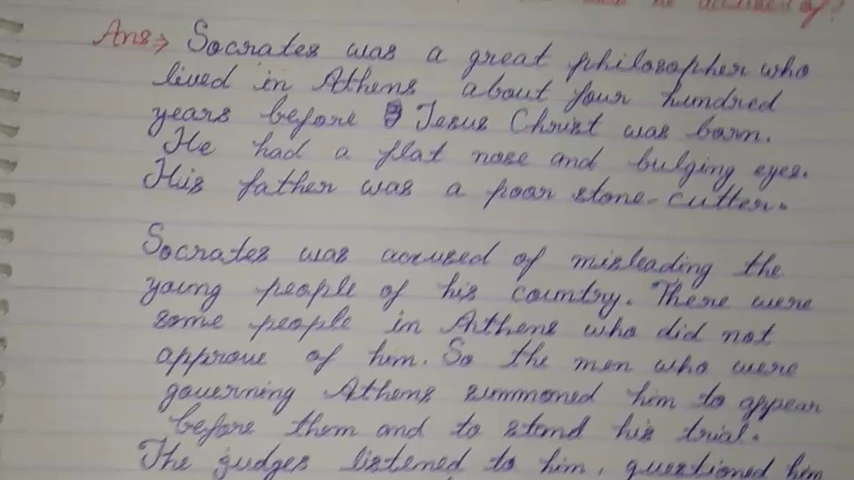 he accused of?
Ans⇒ Socrates was a great philosopher who
lived in Athens about four hundred
years before Jesus Christ was born.
He had a flat nose and bulging eyes.
His father was a poor stone-cutter.
Socrates was accused of misleading the
young people of his country. There were
some people in Athens who did not
approve of him. So the men who were
governing Athens summoned him to appear
before them and to stand his trial.
The judges listened to him, questioned him